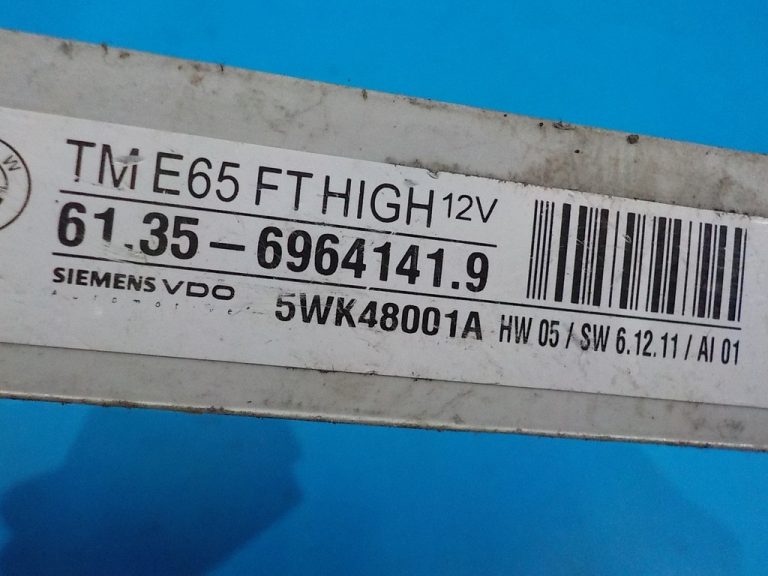 TM E65 FT HIGH 12V
61.35-6964141.9
SIEMENS VDO
Automotive
5WK48001A HW 05 / SW 6.12.11 / AI 01
W